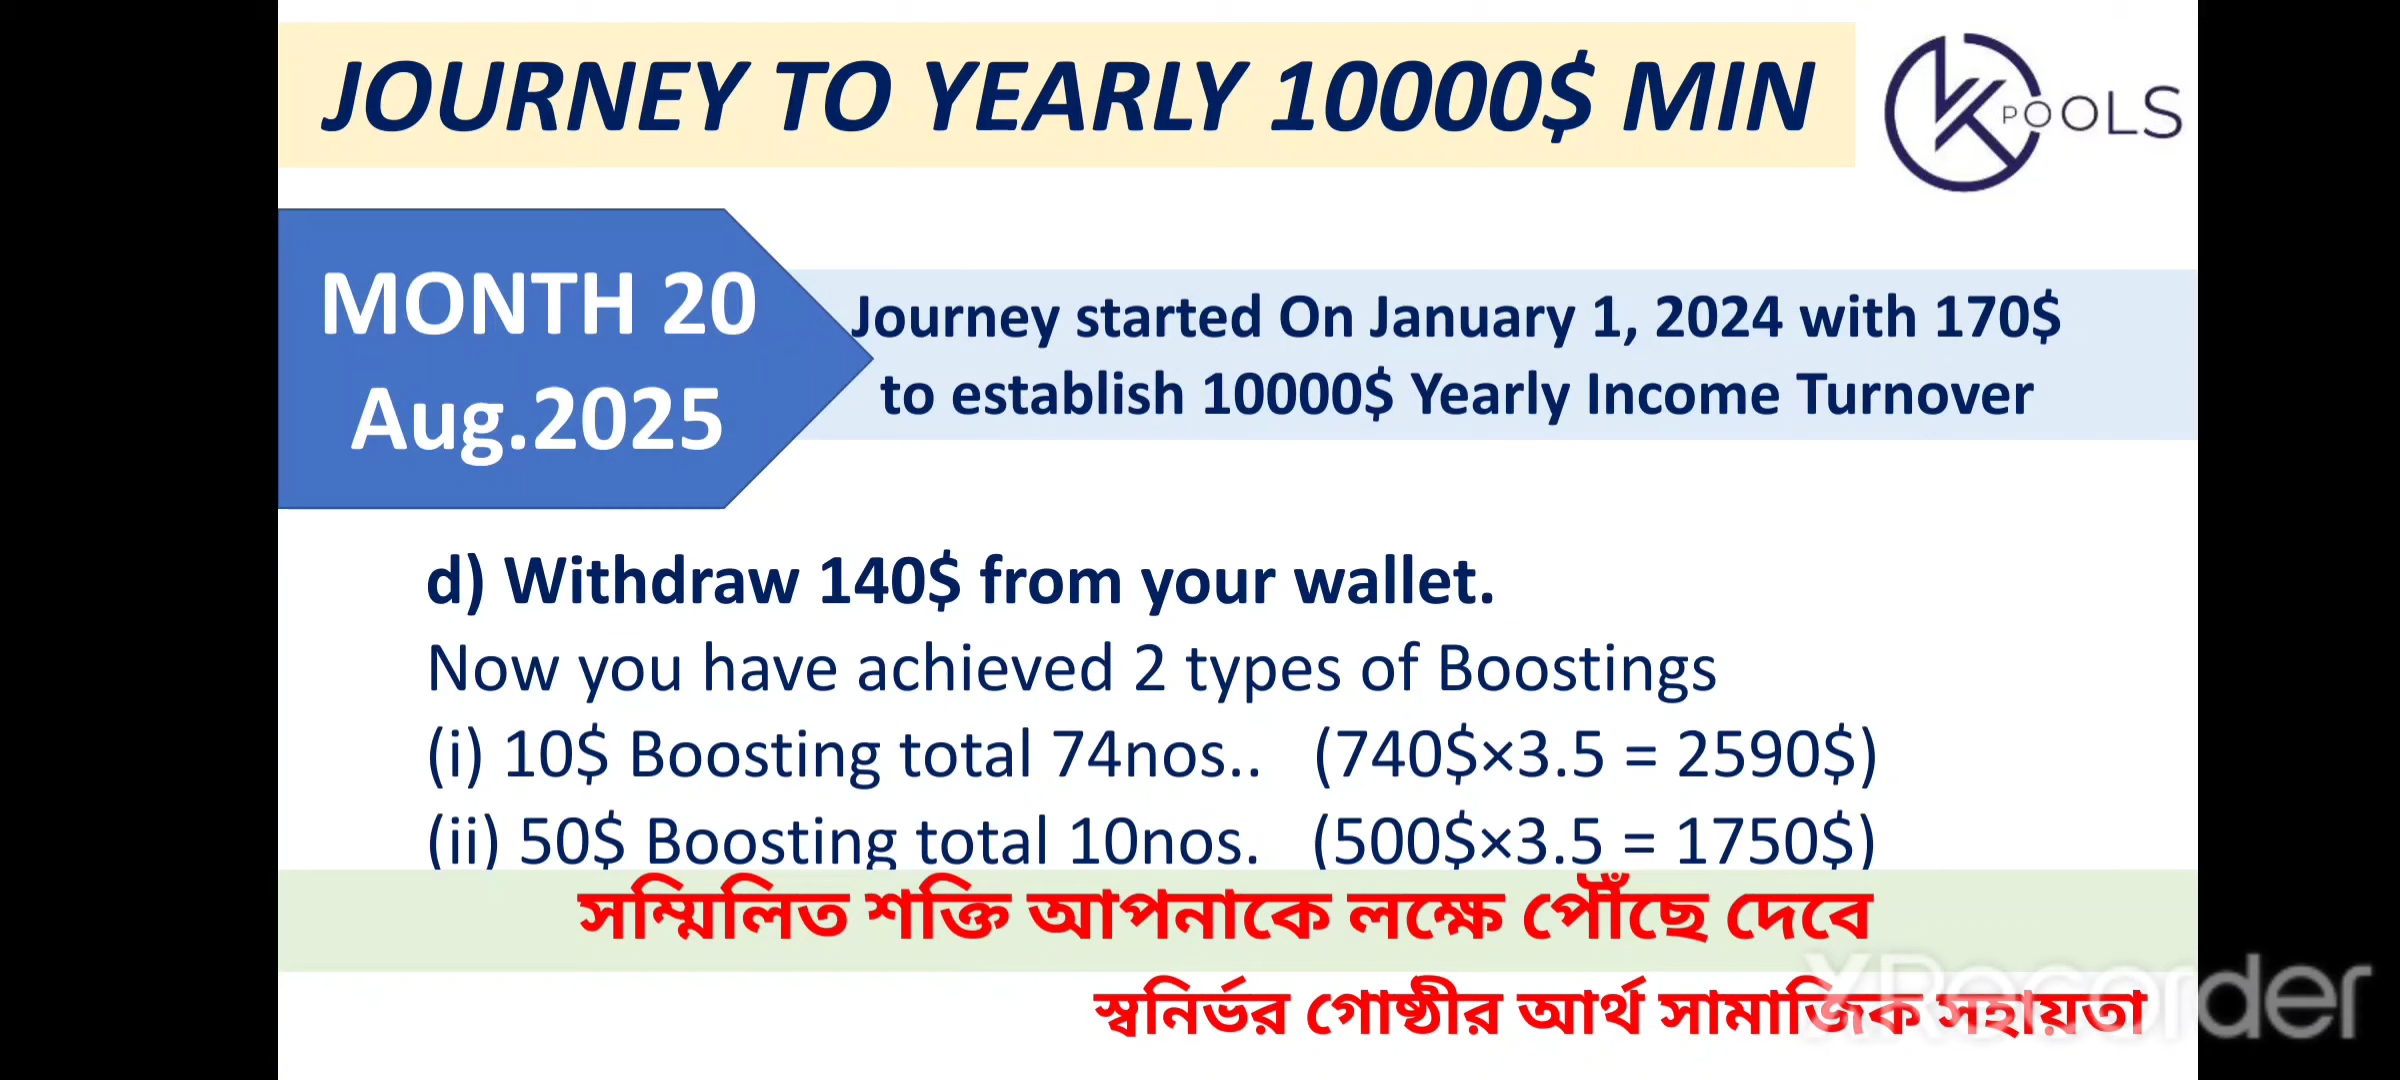 JOURNEY TO YEARLY 10000$ MIN
K POOLS
MONTH 20
Aug.2025
Journey started On January 1, 2024 with 170$
to establish 10000$ Yearly Income Turnover
d) Withdraw 140$ from your wallet.
Now you have achieved 2 types of Boostings
(i) 10$ Boosting total 74nos.. (740$×3.5 = 2590$)
(ii) 50$ Boosting total 10nos. (500$×3.5 = 1750$)
সম্মিলিত শক্তি আপনাকে লক্ষে পৌঁছে দেবে
স্বনির্ভর গোষ্ঠীর আর্থ সামাজিক সহায়তা
XRecorder